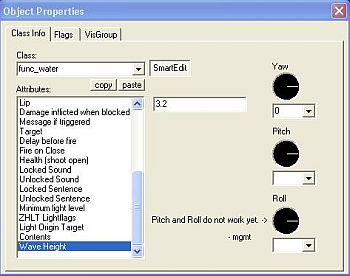 Object Properties
Class Info Flags VisGroup
Class:
func_water
SmartEdit
copy paste
Attributes:
Lip
Damage inflicted when blocked
Message if triggered
Target
Delay before fire
Fire on Close
Health (shoot open)
Locked Sound
Unlocked Sound
Locked Sentence
Unlocked Sentence
Minimum light level
ZHLT Lightflags
Light Origin Target
Contents
Wave Height
3.2
Yaw
0
Pitch
Roll
Pitch and Roll do not work yet. ->
- mgmt